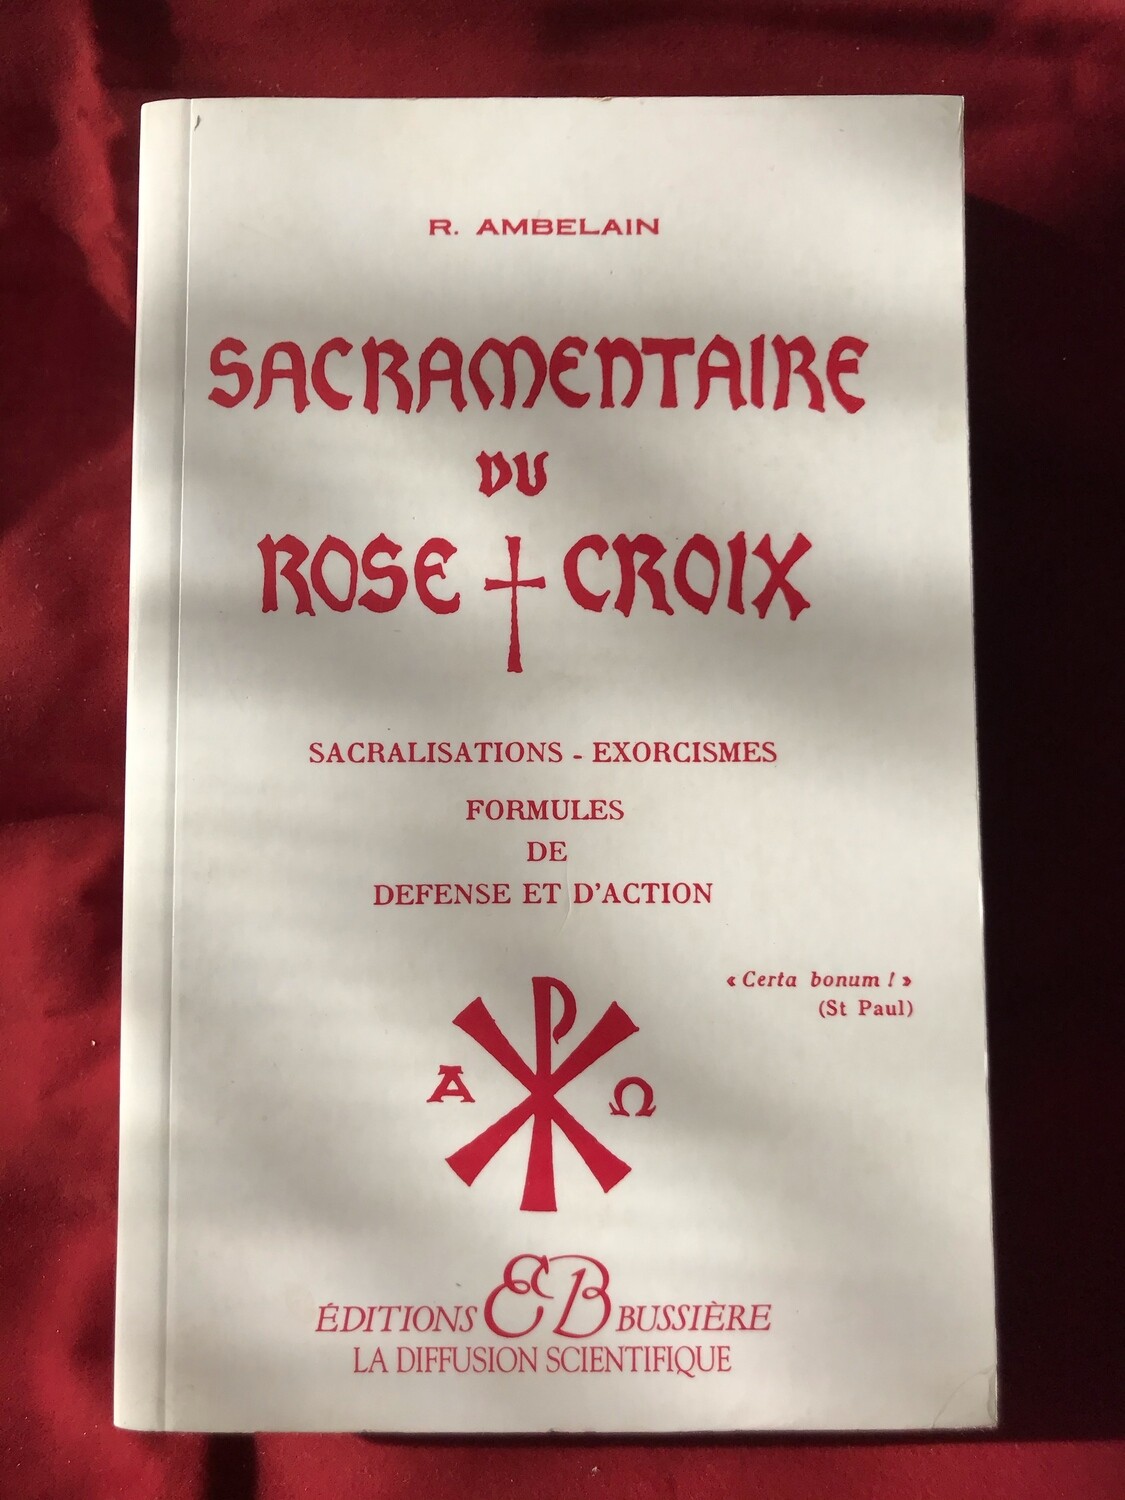 R. AMBELAIN
SACRAMENTAIRE
DU
ROSE † CROIX
SACRALISATIONS - EXORCISMES
FORMULES
DE
DEFENSE ET D'ACTION
« Certa bonum ! »
(St Paul)
Α Ω
ÉDITIONS EB BUSSIÈRE
LA DIFFUSION SCIENTIFIQUE